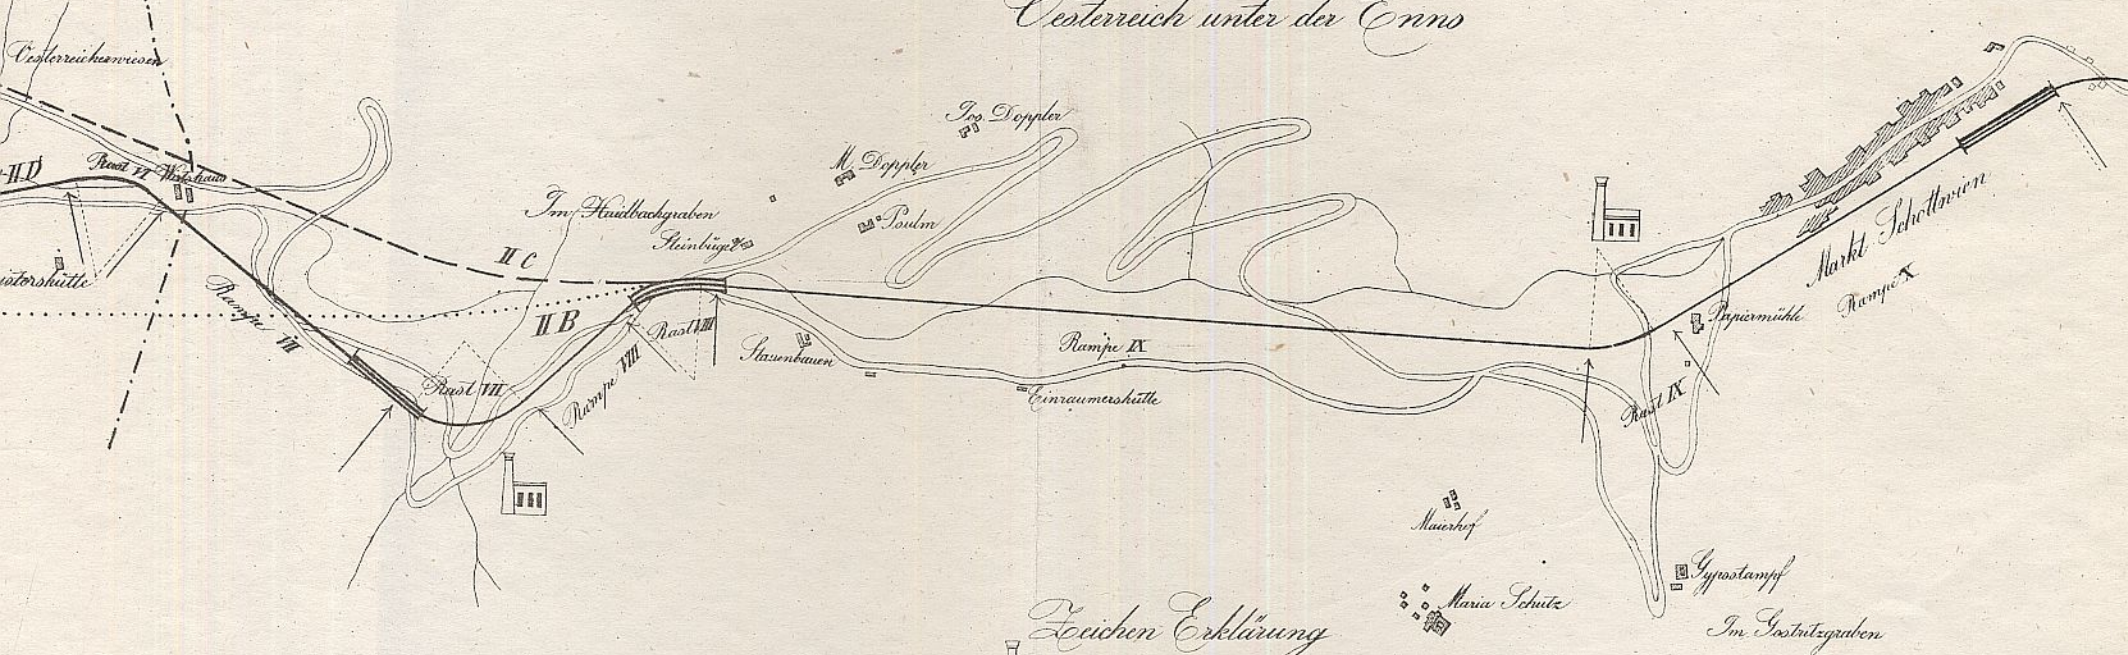 Oesterreich unter der Enns
Oesterreicherwiesen
II D
Rast VI
Wirtshaus
Jos. Doppler
M. Doppler
Im Haidbachgraben
Poulm
Steinbügel
II C
II B
Rampe VII
Rast VII
Rampe VIII
Rast VIII
Rampe IX
Einraumershütte
Markt Schottwien
Rampe X
Papiermühle
Rast IX
Maierhof
Maria Schutz
Gypsstampf
Im Gostritzgraben
Zeichen Erklärung